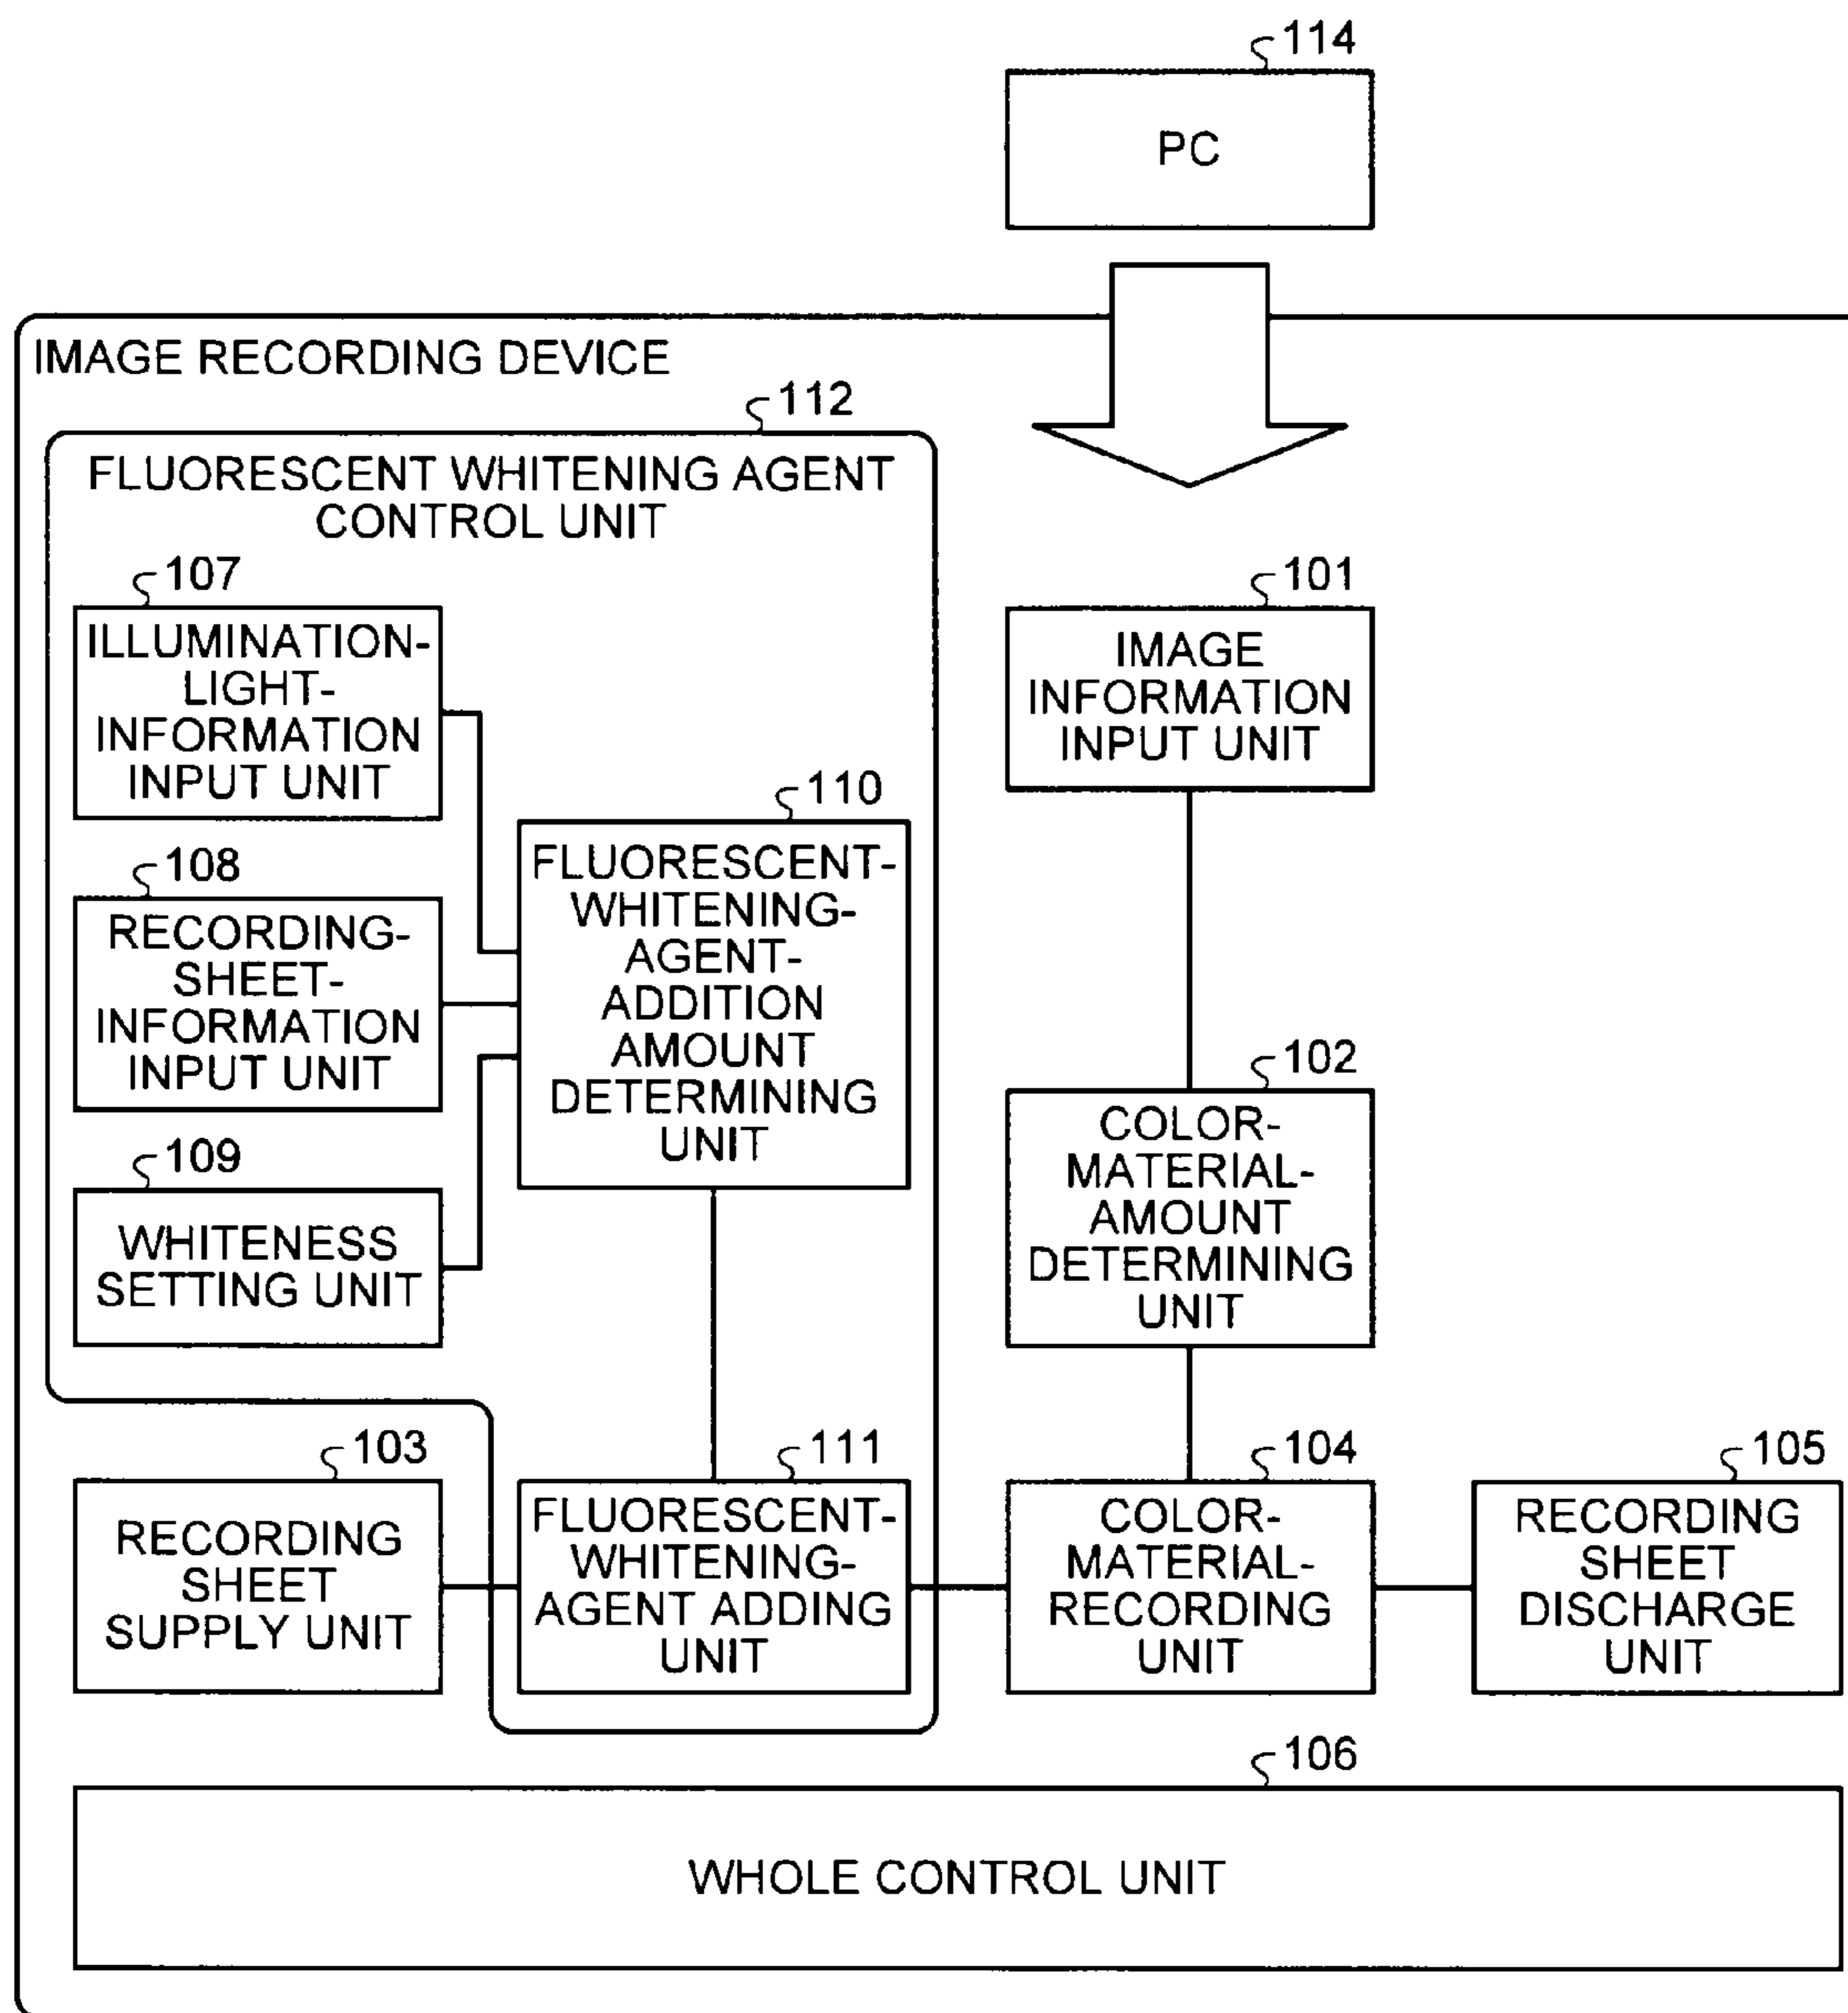 114
PC
IMAGE RECORDING DEVICE
112
FLUORESCENT WHITENING AGENT
CONTROL UNIT
107
ILLUMINATION-
LIGHT-
INFORMATION
INPUT UNIT
108
RECORDING-
SHEET-
INFORMATION
INPUT UNIT
109
WHITENESS
SETTING UNIT
110
FLUORESCENT-
WHITENING-
AGENT-
ADDITION
AMOUNT
DETERMINING
UNIT
101
IMAGE
INFORMATION
INPUT UNIT
102
COLOR-
MATERIAL-
AMOUNT
DETERMINING
UNIT
103
RECORDING
SHEET
SUPPLY UNIT
111
FLUORESCENT-
WHITENING-
AGENT ADDING
UNIT
104
COLOR-
MATERIAL-
RECORDING
UNIT
105
RECORDING
SHEET
DISCHARGE
UNIT
106
WHOLE CONTROL UNIT